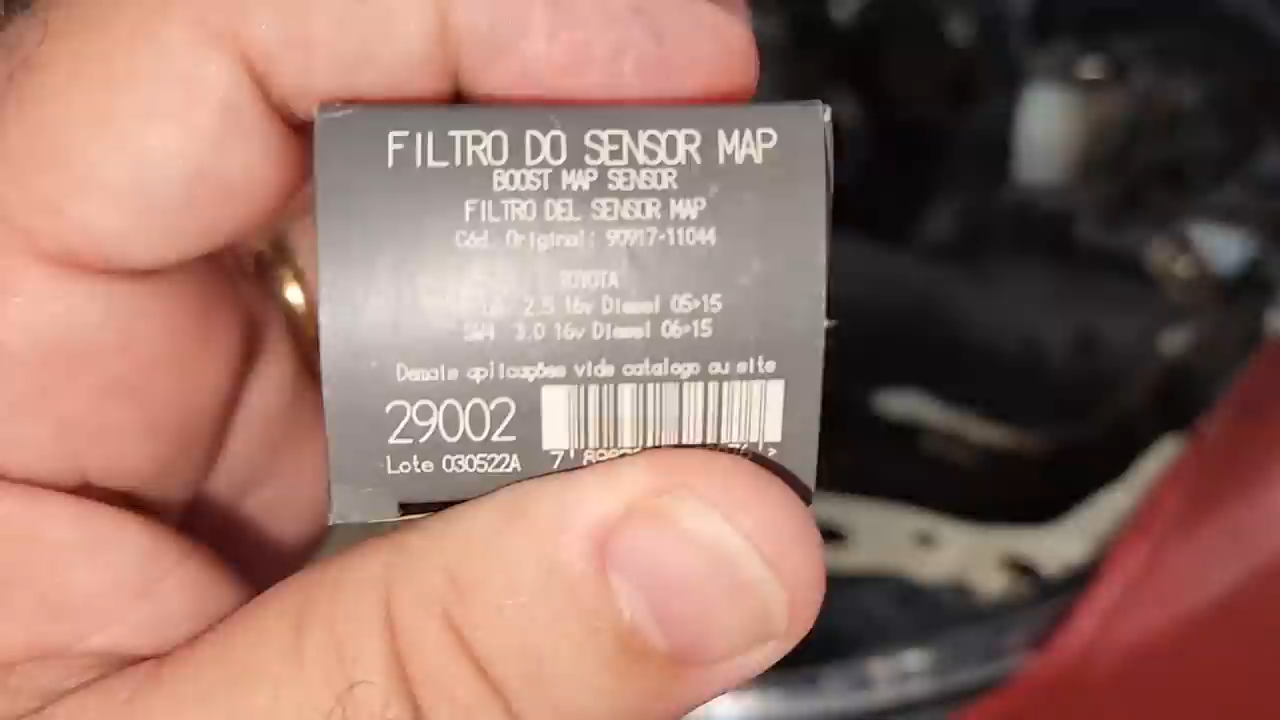 FILTRO DO SENSOR MAP
BOOST MAP SENSOR
FILTRO DEL SENSOR MAP
Cód. Original: 90917-11044
TOYOTA
2.5 16v Diesel 05>15
SW4 3.0 16v Diesel 06>15
Demais aplicações vide catalogo ou site
29002
Lote 030522A
7